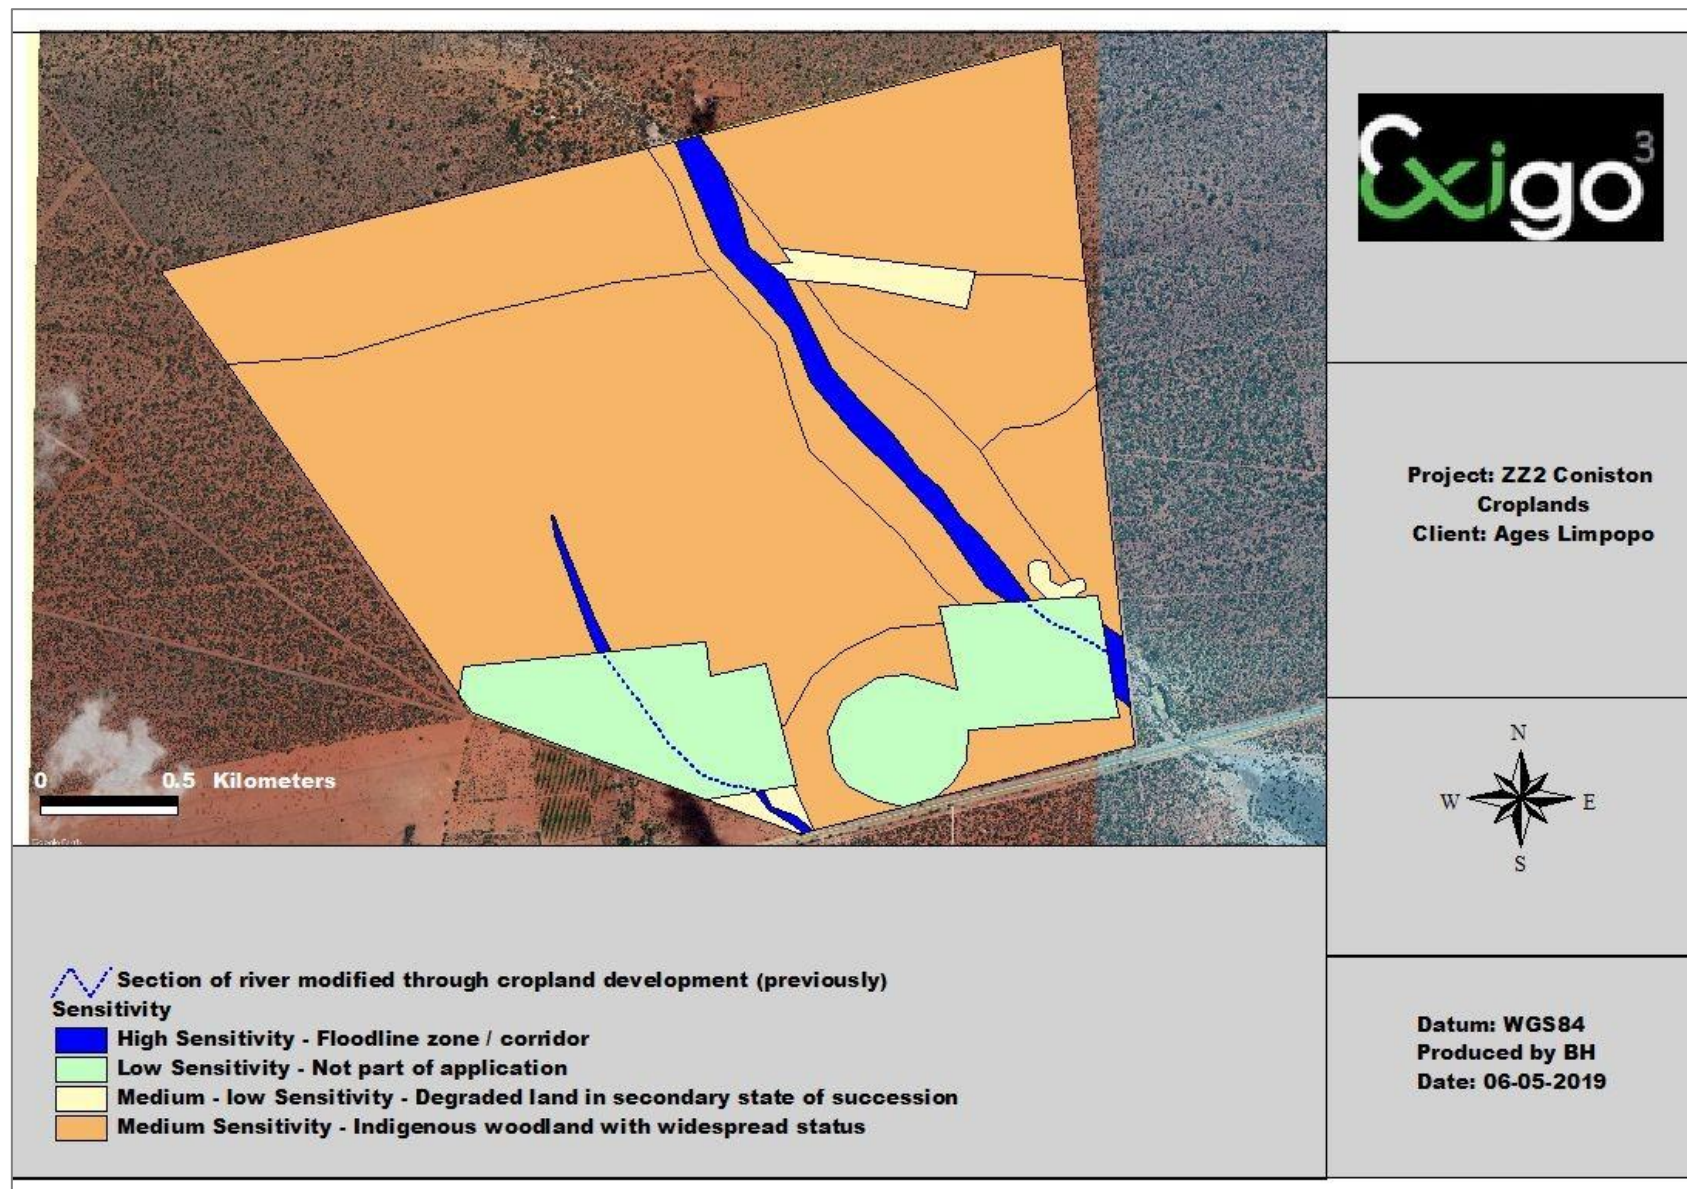 Exigo3
Project: ZZ2 Coniston
Croplands
Client: Ages Limpopo
N
W
E
S
0
0.5 Kilometers
Section of river modified through cropland development (previously)
Sensitivity
High Sensitivity - Floodline zone / corridor
Low Sensitivity - Not part of application
Medium - low Sensitivity - Degraded land in secondary state of succession
Medium Sensitivity - Indigenous woodland with widespread status
Datum: WGS84
Produced by BH
Date: 06-05-2019